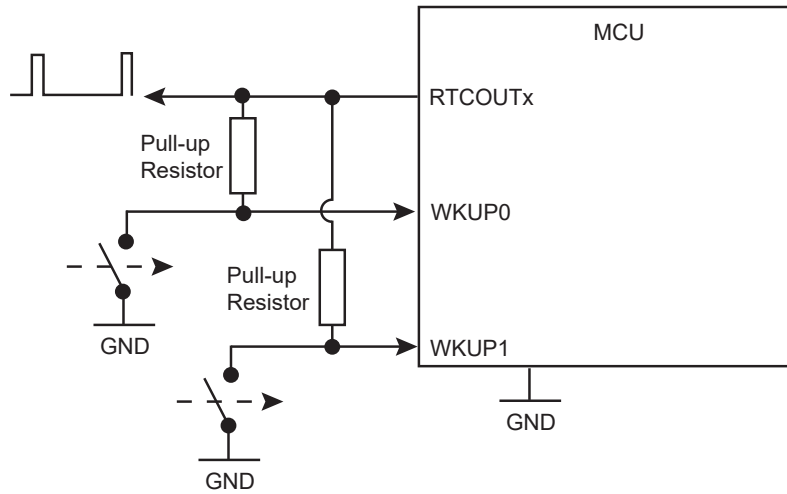 MCU
RTCOUTx
Pull-up
Resistor
WKUP0
Pull-up
Resistor
GND
WKUP1
GND
GND